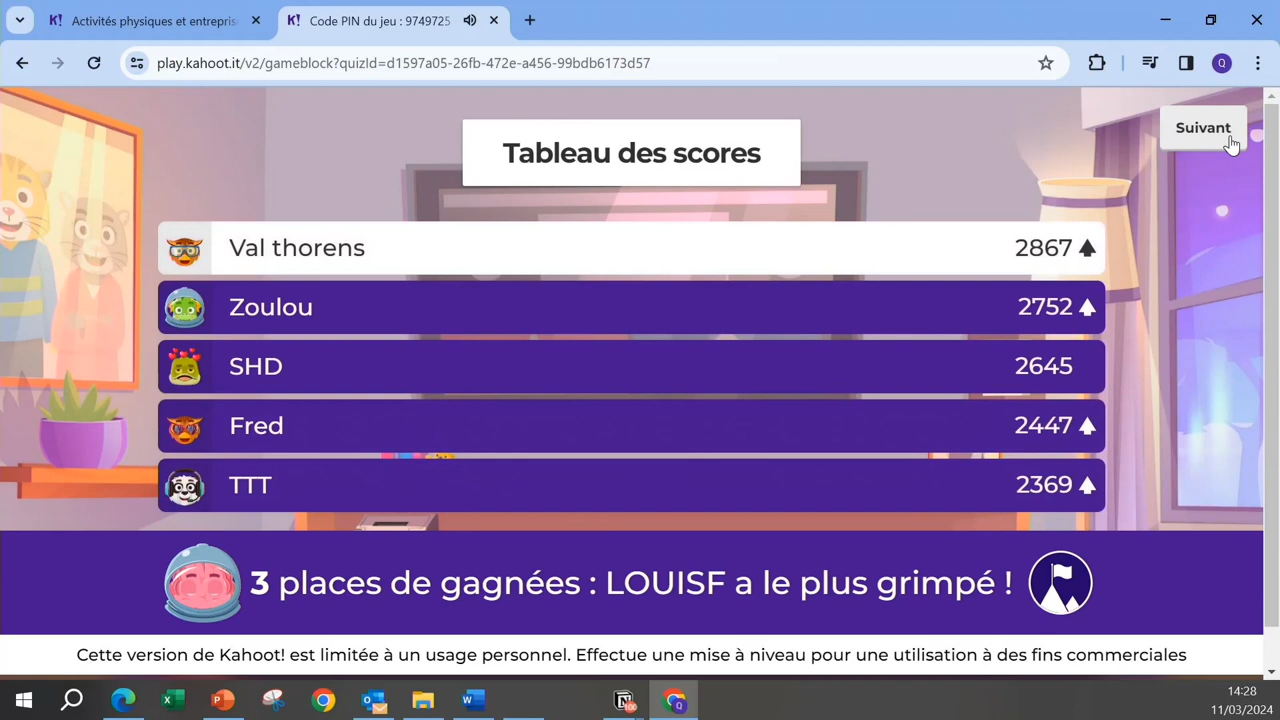 K! Activités physiques et entrepris
K! Code PIN du jeu : 9749725
play.kahoot.it/v2/gameblock?quizId=d1597a05-26fb-472e-a456-99bdb6173d57
Q
Suivant
Tableau des scores
Val thorens 2867
Zoulou 2752
SHD 2645
Fred 2447
TTT 2369
3 places de gagnées : LOUISF a le plus grimpé !
Cette version de Kahoot! est limitée à un usage personnel. Effectue une mise à niveau pour une utilisation à des fins commerciales
14:28
11/03/2024